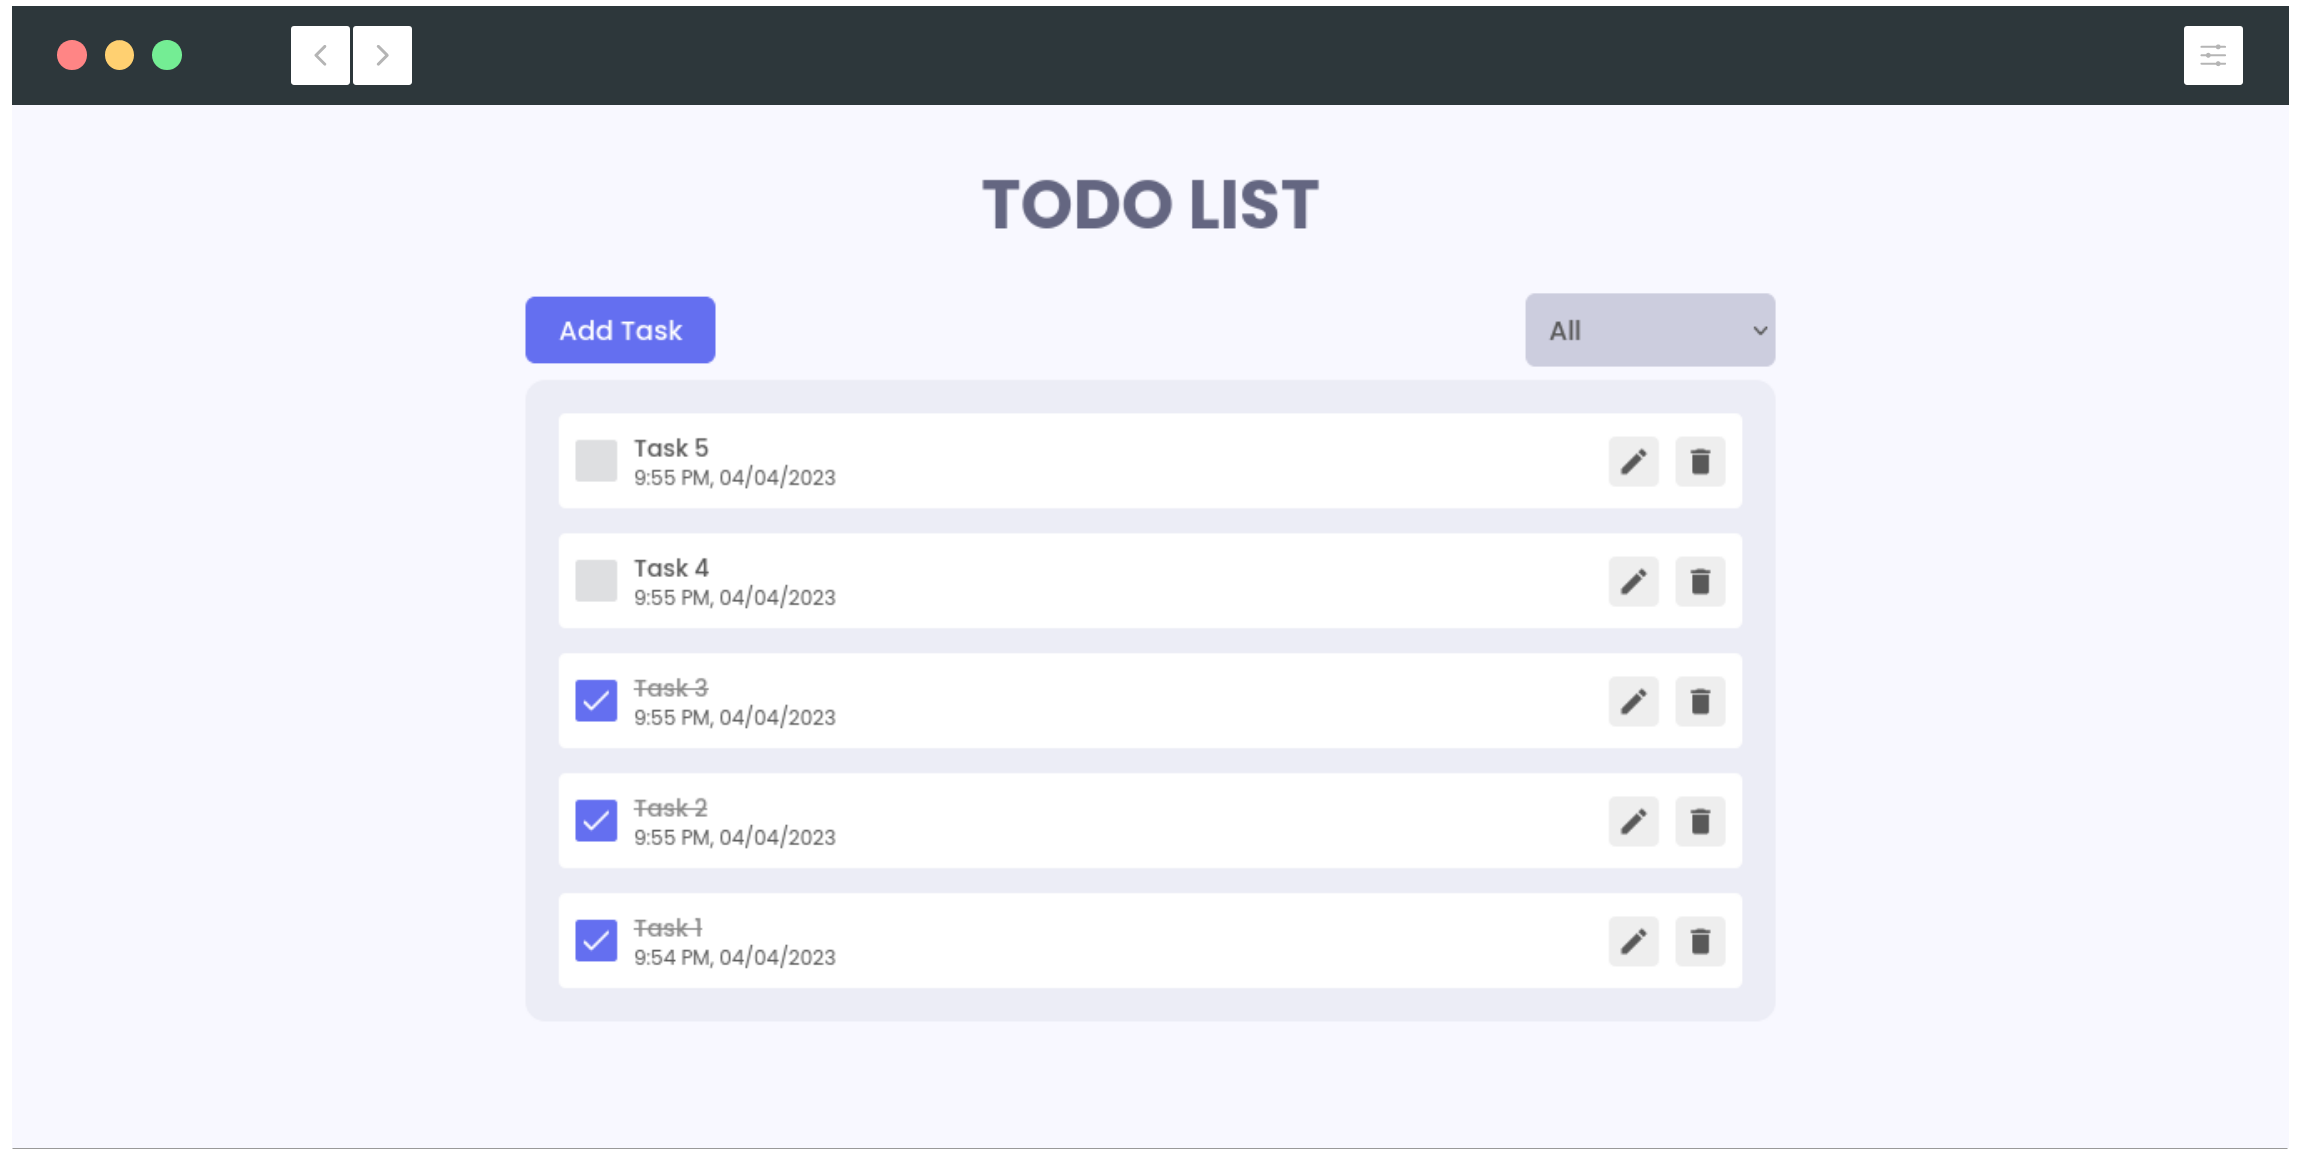 TODO LIST
Add Task
All
Task 5
9:55 PM, 04/04/2023
Task 4
9:55 PM, 04/04/2023
Task 3
9:55 PM, 04/04/2023
Task 2
9:55 PM, 04/04/2023
Task 1
9:54 PM, 04/04/2023